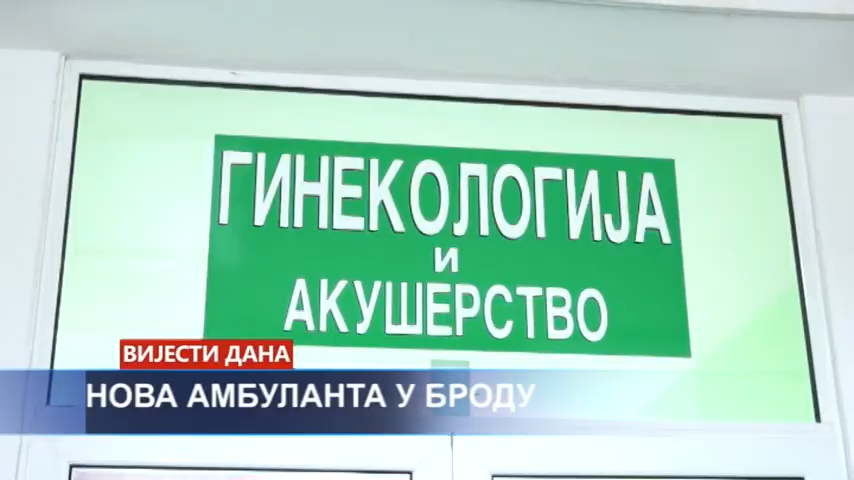 ГИНЕКОЛОГИЈА
и
АКУШЕРСТВО
ВИЈЕСТИ ДАНА
НОВА АМБУЛАНТА У БРОДУ